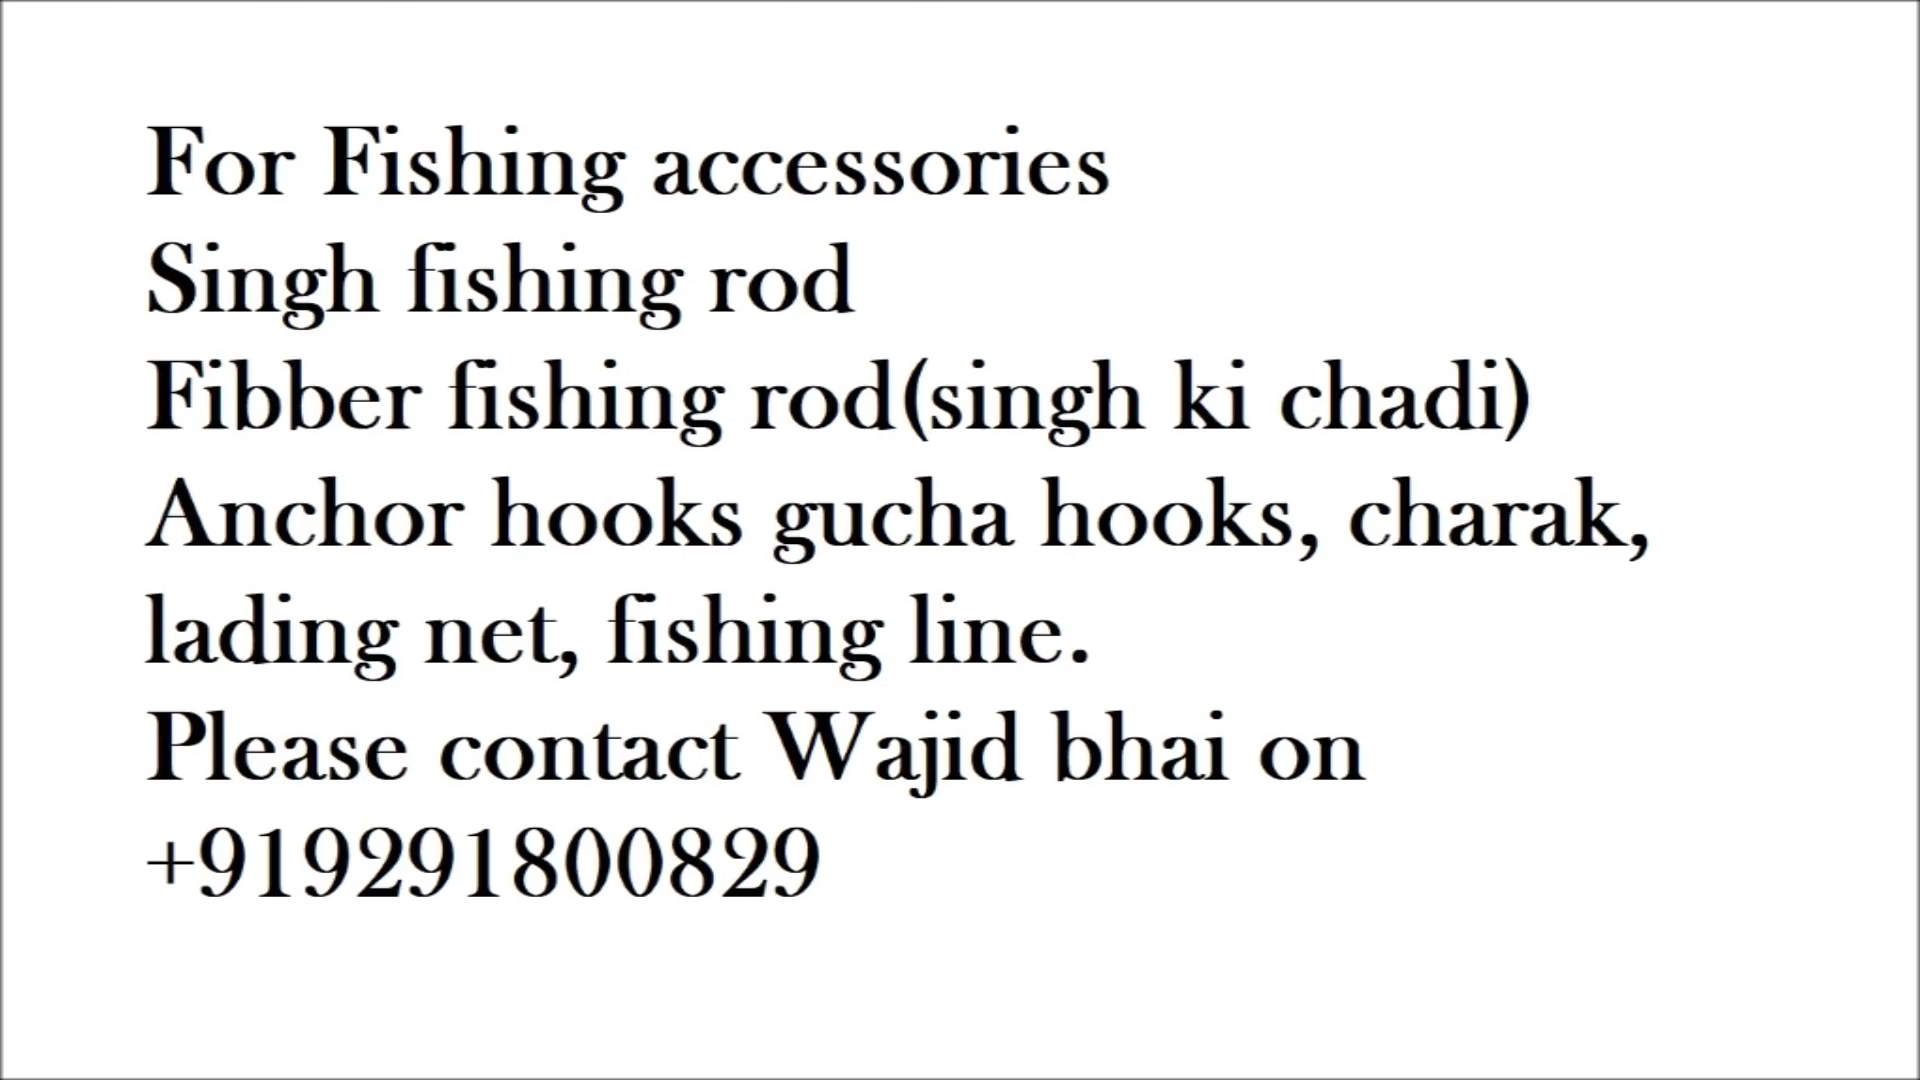 For Fishing accessories
Singh fishing rod
Fibber fishing rod(singh ki chadi)
Anchor hooks gucha hooks, charak,
lading net, fishing line.
Please contact Wajid bhai on
+919291800829